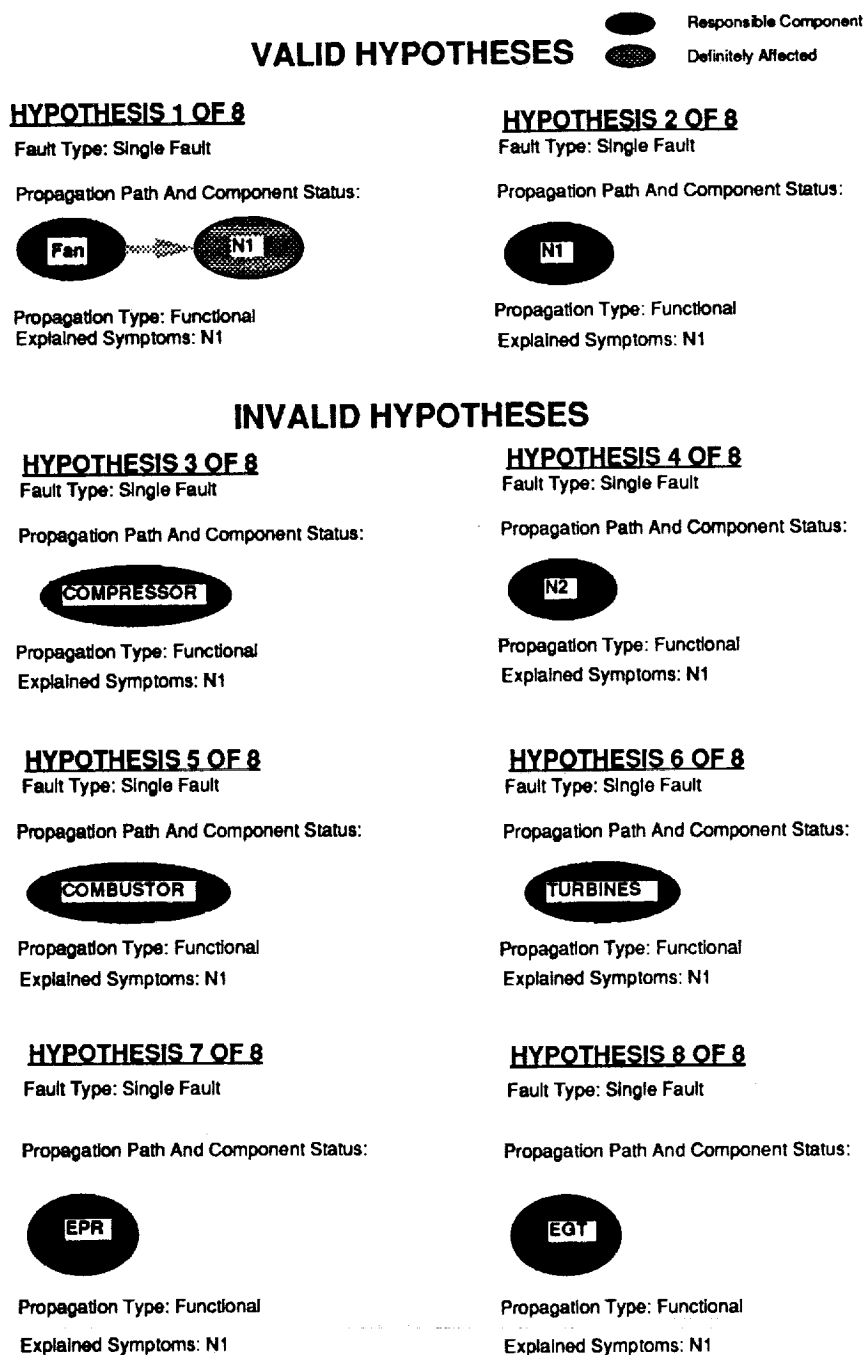 Responsible Component
VALID HYPOTHESES
Definitely Affected
HYPOTHESIS 1 OF 8
Fault Type: Single Fault
Propagation Path And Component Status:
Fan
N1
Propagation Type: Functional
Explained Symptoms: N1
HYPOTHESIS 2 OF 8
Fault Type: Single Fault
Propagation Path And Component Status:
N1
Propagation Type: Functional
Explained Symptoms: N1
INVALID HYPOTHESES
HYPOTHESIS 3 OF 8
Fault Type: Single Fault
Propagation Path And Component Status:
COMPRESSOR
Propagation Type: Functional
Explained Symptoms: N1
HYPOTHESIS 4 OF 8
Fault Type: Single Fault
Propagation Path And Component Status:
N2
Propagation Type: Functional
Explained Symptoms: N1
HYPOTHESIS 5 OF 8
Fault Type: Single Fault
Propagation Path And Component Status:
COMBUSTOR
Propagation Type: Functional
Explained Symptoms: N1
HYPOTHESIS 6 OF 8
Fault Type: Single Fault
Propagation Path And Component Status:
TURBINES
Propagation Type: Functional
Explained Symptoms: N1
HYPOTHESIS 7 OF 8
Fault Type: Single Fault
Propagation Path And Component Status:
EPR
Propagation Type: Functional
Explained Symptoms: N1
HYPOTHESIS 8 OF 8
Fault Type: Single Fault
Propagation Path And Component Status:
EGT
Propagation Type: Functional
Explained Symptoms: N1